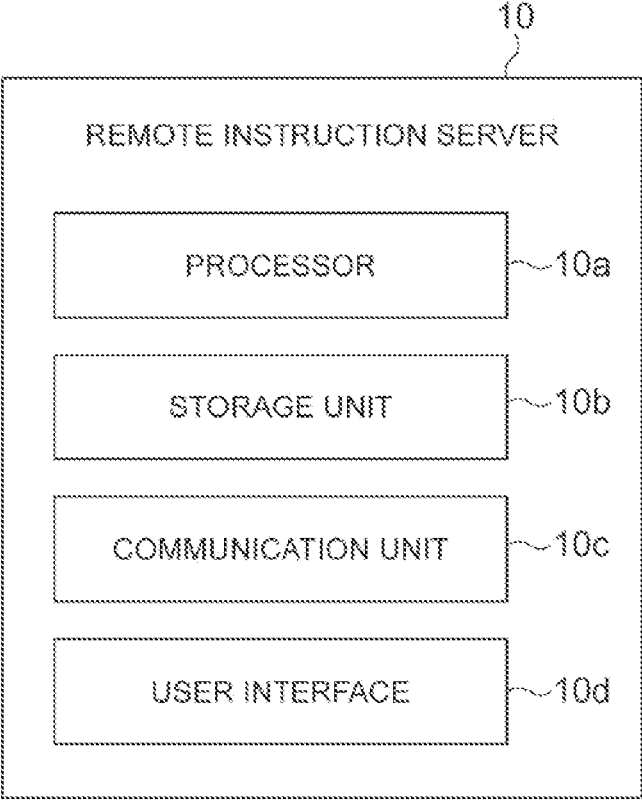 10
REMOTE INSTRUCTION SERVER
PROCESSOR
10a
STORAGE UNIT
10b
COMMUNICATION UNIT
10c
USER INTERFACE
10d